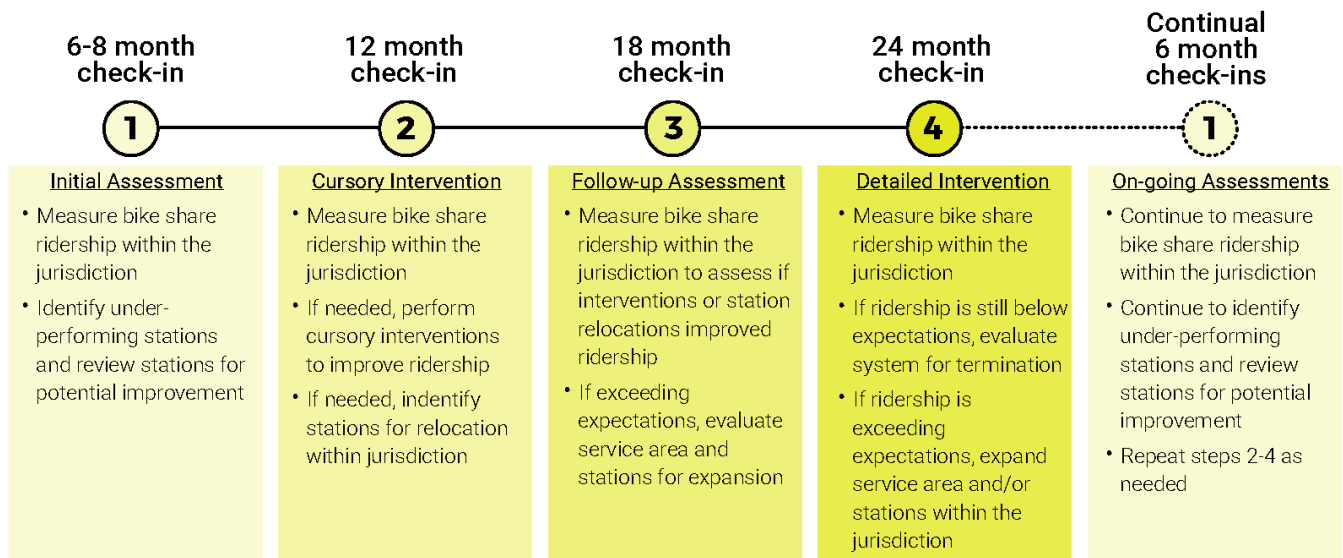 6-8 month
check-in
12 month
check-in
18 month
check-in
24 month
check-in
Continual
6 month
check-ins
1
2
3
4
1
Initial Assessment
• Measure bike share
ridership within the
jurisdiction
• Identify under-
performing stations
and review stations for
potential improvement
Cursory Intervention
• Measure bike share
ridership within the
jurisdiction
• If needed, perform
cursory interventions
to improve ridership
• If needed, indentify
stations for relocation
within jurisdiction
Follow-up Assessment
• Measure bike share
ridership within the
jurisdiction to assess if
interventions or station
relocations improved
ridership
• If exceeding
expectations, evaluate
service area and
stations for expansion
Detailed Intervention
• Measure bike share
ridership within the
jurisdiction
• If ridership is still below
expectations, evaluate
system for termination
• If ridership is
exceeding
expectations, expand
service area and/or
stations within the
jurisdiction
On-going Assessments
• Continue to measure
bike share ridership
within the jurisdiction
• Continue to identify
under-performing
stations and review
stations for potential
improvement
• Repeat steps 2-4 as
needed